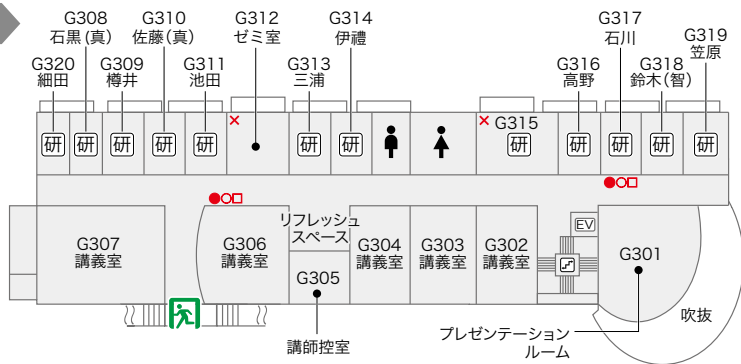 G308
石黒(真)
G310
佐藤(真)
G312
ゼミ室
G314
伊禮
G317
石川
G319
笠原
G320
細田
G309
樽井
G311
池田
G313
三浦
G316
高野
G318
鈴木(智)
研
研
研
研
研
研
研
G315
研
研
研
研
研
リフレッシュ
スペース
G307
講義室
G306
講義室
G304
講義室
G303
講義室
G302
講義室
EV
G301
G305
講師控室
プレゼンテーション
ルーム
吹抜